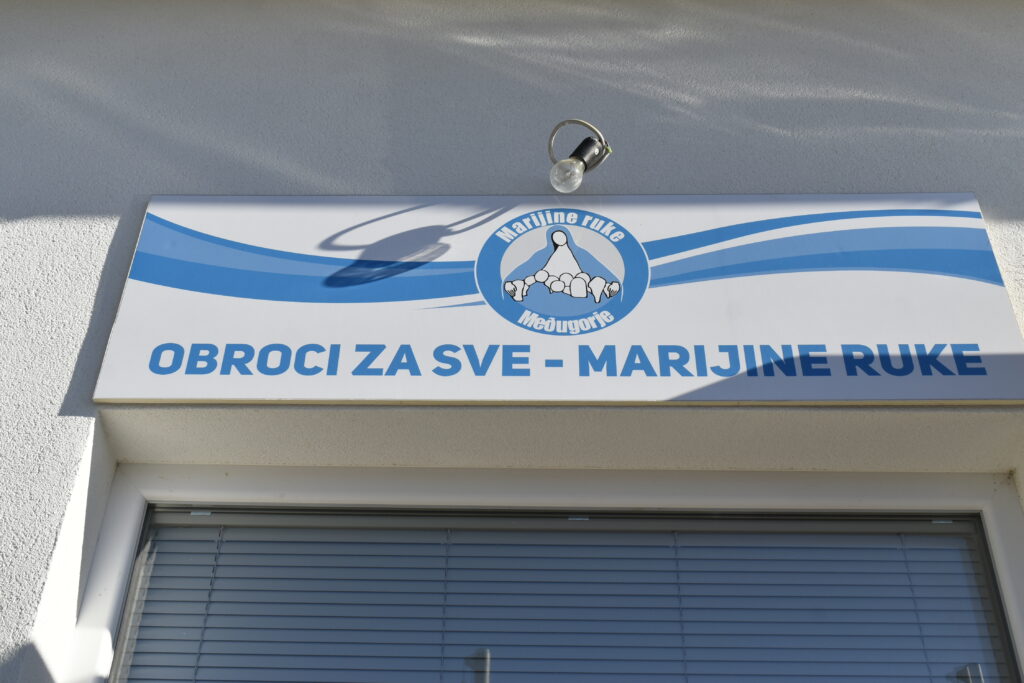 Marijine ruke
Međugorje
OBROCI ZA SVE - MARIJINE RUKE